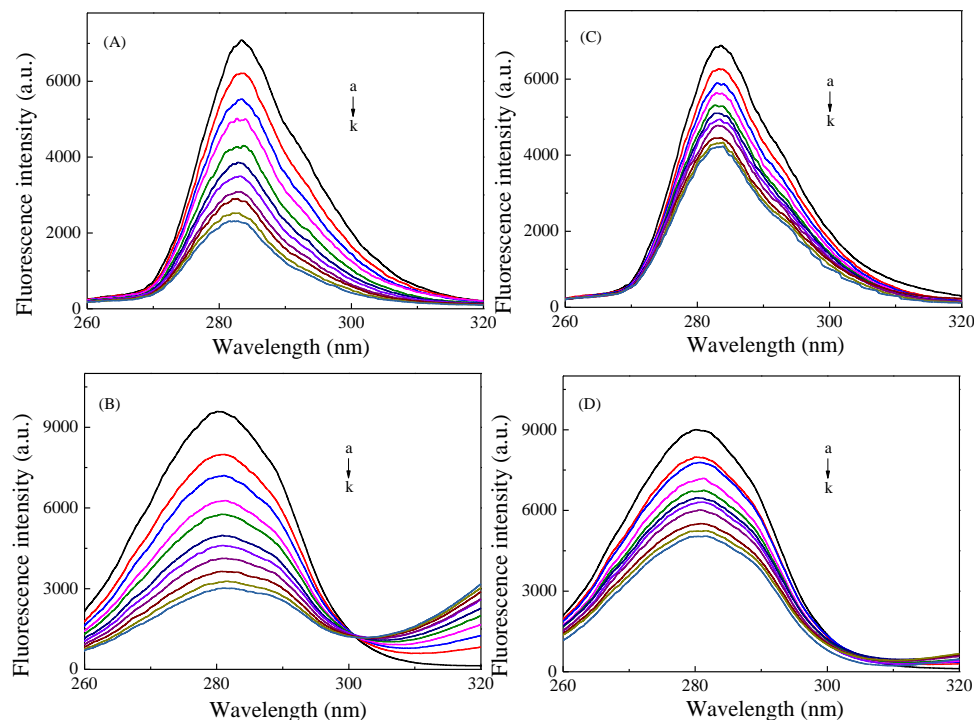 (A)
a
k
Fluorescence intensity (a.u.)
6000
4000
2000
0
260
280
300
320
Wavelength (nm)
(C)
a
k
Fluorescence intensity (a.u.)
6000
4000
2000
0
260
280
300
320
Wavelength (nm)
(B)
a
k
Fluorescence intensity (a.u.)
9000
6000
3000
0
260
280
300
320
Wavelength (nm)
(D)
a
k
Fluorescence intensity (a.u.)
9000
6000
3000
0
260
280
300
320
Wavelength (nm)